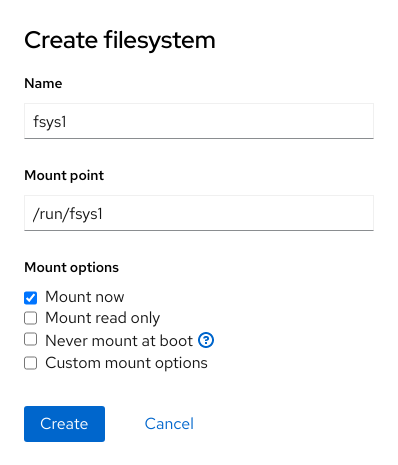 Create filesystem
Name
fsys1
Mount point
/run/fsys1
Mount options
Mount now
Mount read only
Never mount at boot ?
Custom mount options
Create Cancel